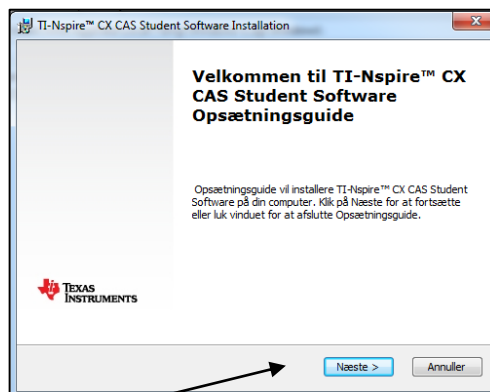 TI-Nspire™ CX CAS Student Software Installation
Velkommen til TI-Nspire™ CX
CAS Student Software
Opsætningsguide
Opsætningsguide vil installere TI-Nspire™ CX CAS Student
Software på din computer. Klik på Næste for at fortsætte
eller luk vinduet for at afslutte Opsætningsguide.
TEXAS
INSTRUMENTS
Næste >
Annuller